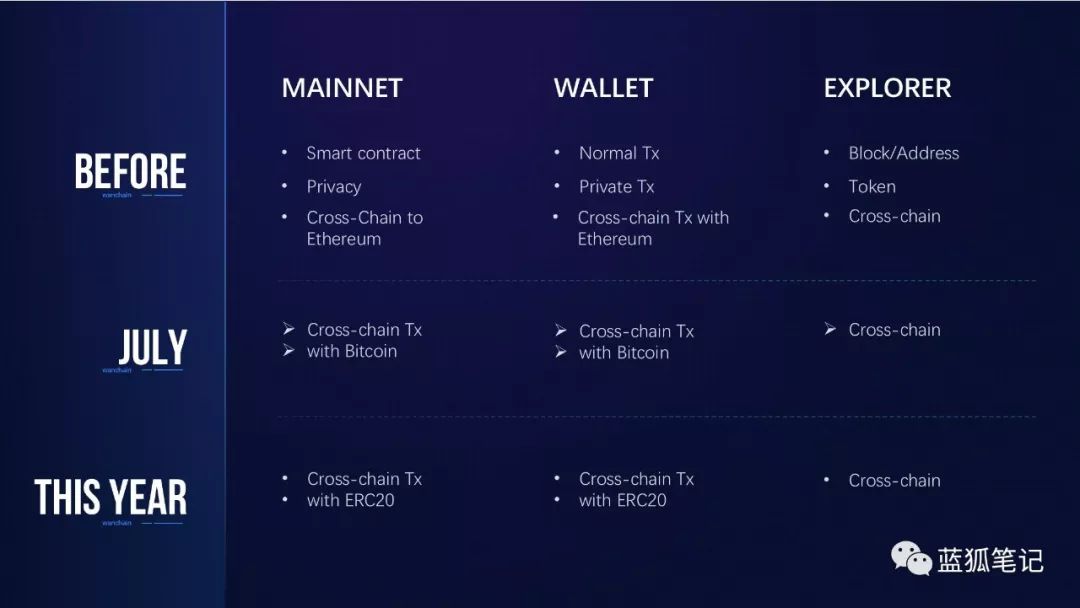 MAINNET WALLET EXPLORER
BEFORE
wanchain
• Smart contract
• Privacy
• Cross-Chain to
Ethereum
• Normal Tx
• Private Tx
• Cross-chain Tx with
Ethereum
• Block/Address
• Token
• Cross-chain
JULY
wanchain
➢ Cross-chain Tx
➢ with Bitcoin
➢ Cross-chain Tx
➢ with Bitcoin
➢ Cross-chain
THIS YEAR
wanchain
• Cross-chain Tx
• with ERC20
• Cross-chain Tx
• with ERC20
• Cross-chain
蓝狐笔记